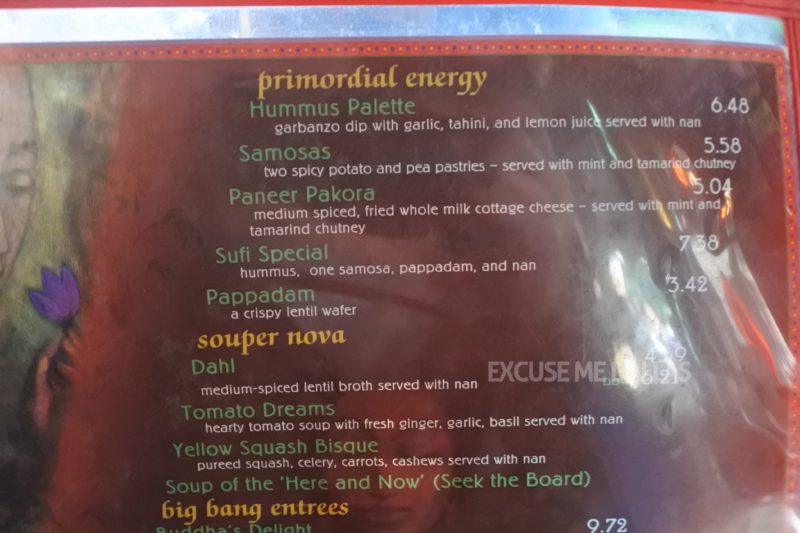 primordial energy
Hummus Palette 6.48
garbanzo dip with garlic, tahini, and lemon juice served with nan
Samosas 5.58
two spicy potato and pea pastries – served with mint and tamarind chutney
Paneer Pakora 5.04
medium spiced, fried whole milk cottage cheese – served with mint and
tamarind chutney
Sufi Special 7.38
hummus, one samosa, pappadam, and nan
Pappadam 3.42
a crispy lentil wafer
souper nova
Dahl
EXCUSE ME
6.21
medium-spiced lentil broth served with nan
Tomato Dreams
hearty tomato soup with fresh ginger, garlic, basil served with nan
Yellow Squash Bisque
pureed squash, celery, carrots, cashews served with nan
Soup of the 'Here and Now' (Seek the Board)
big bang entrees
Buddha's Delight 9.72